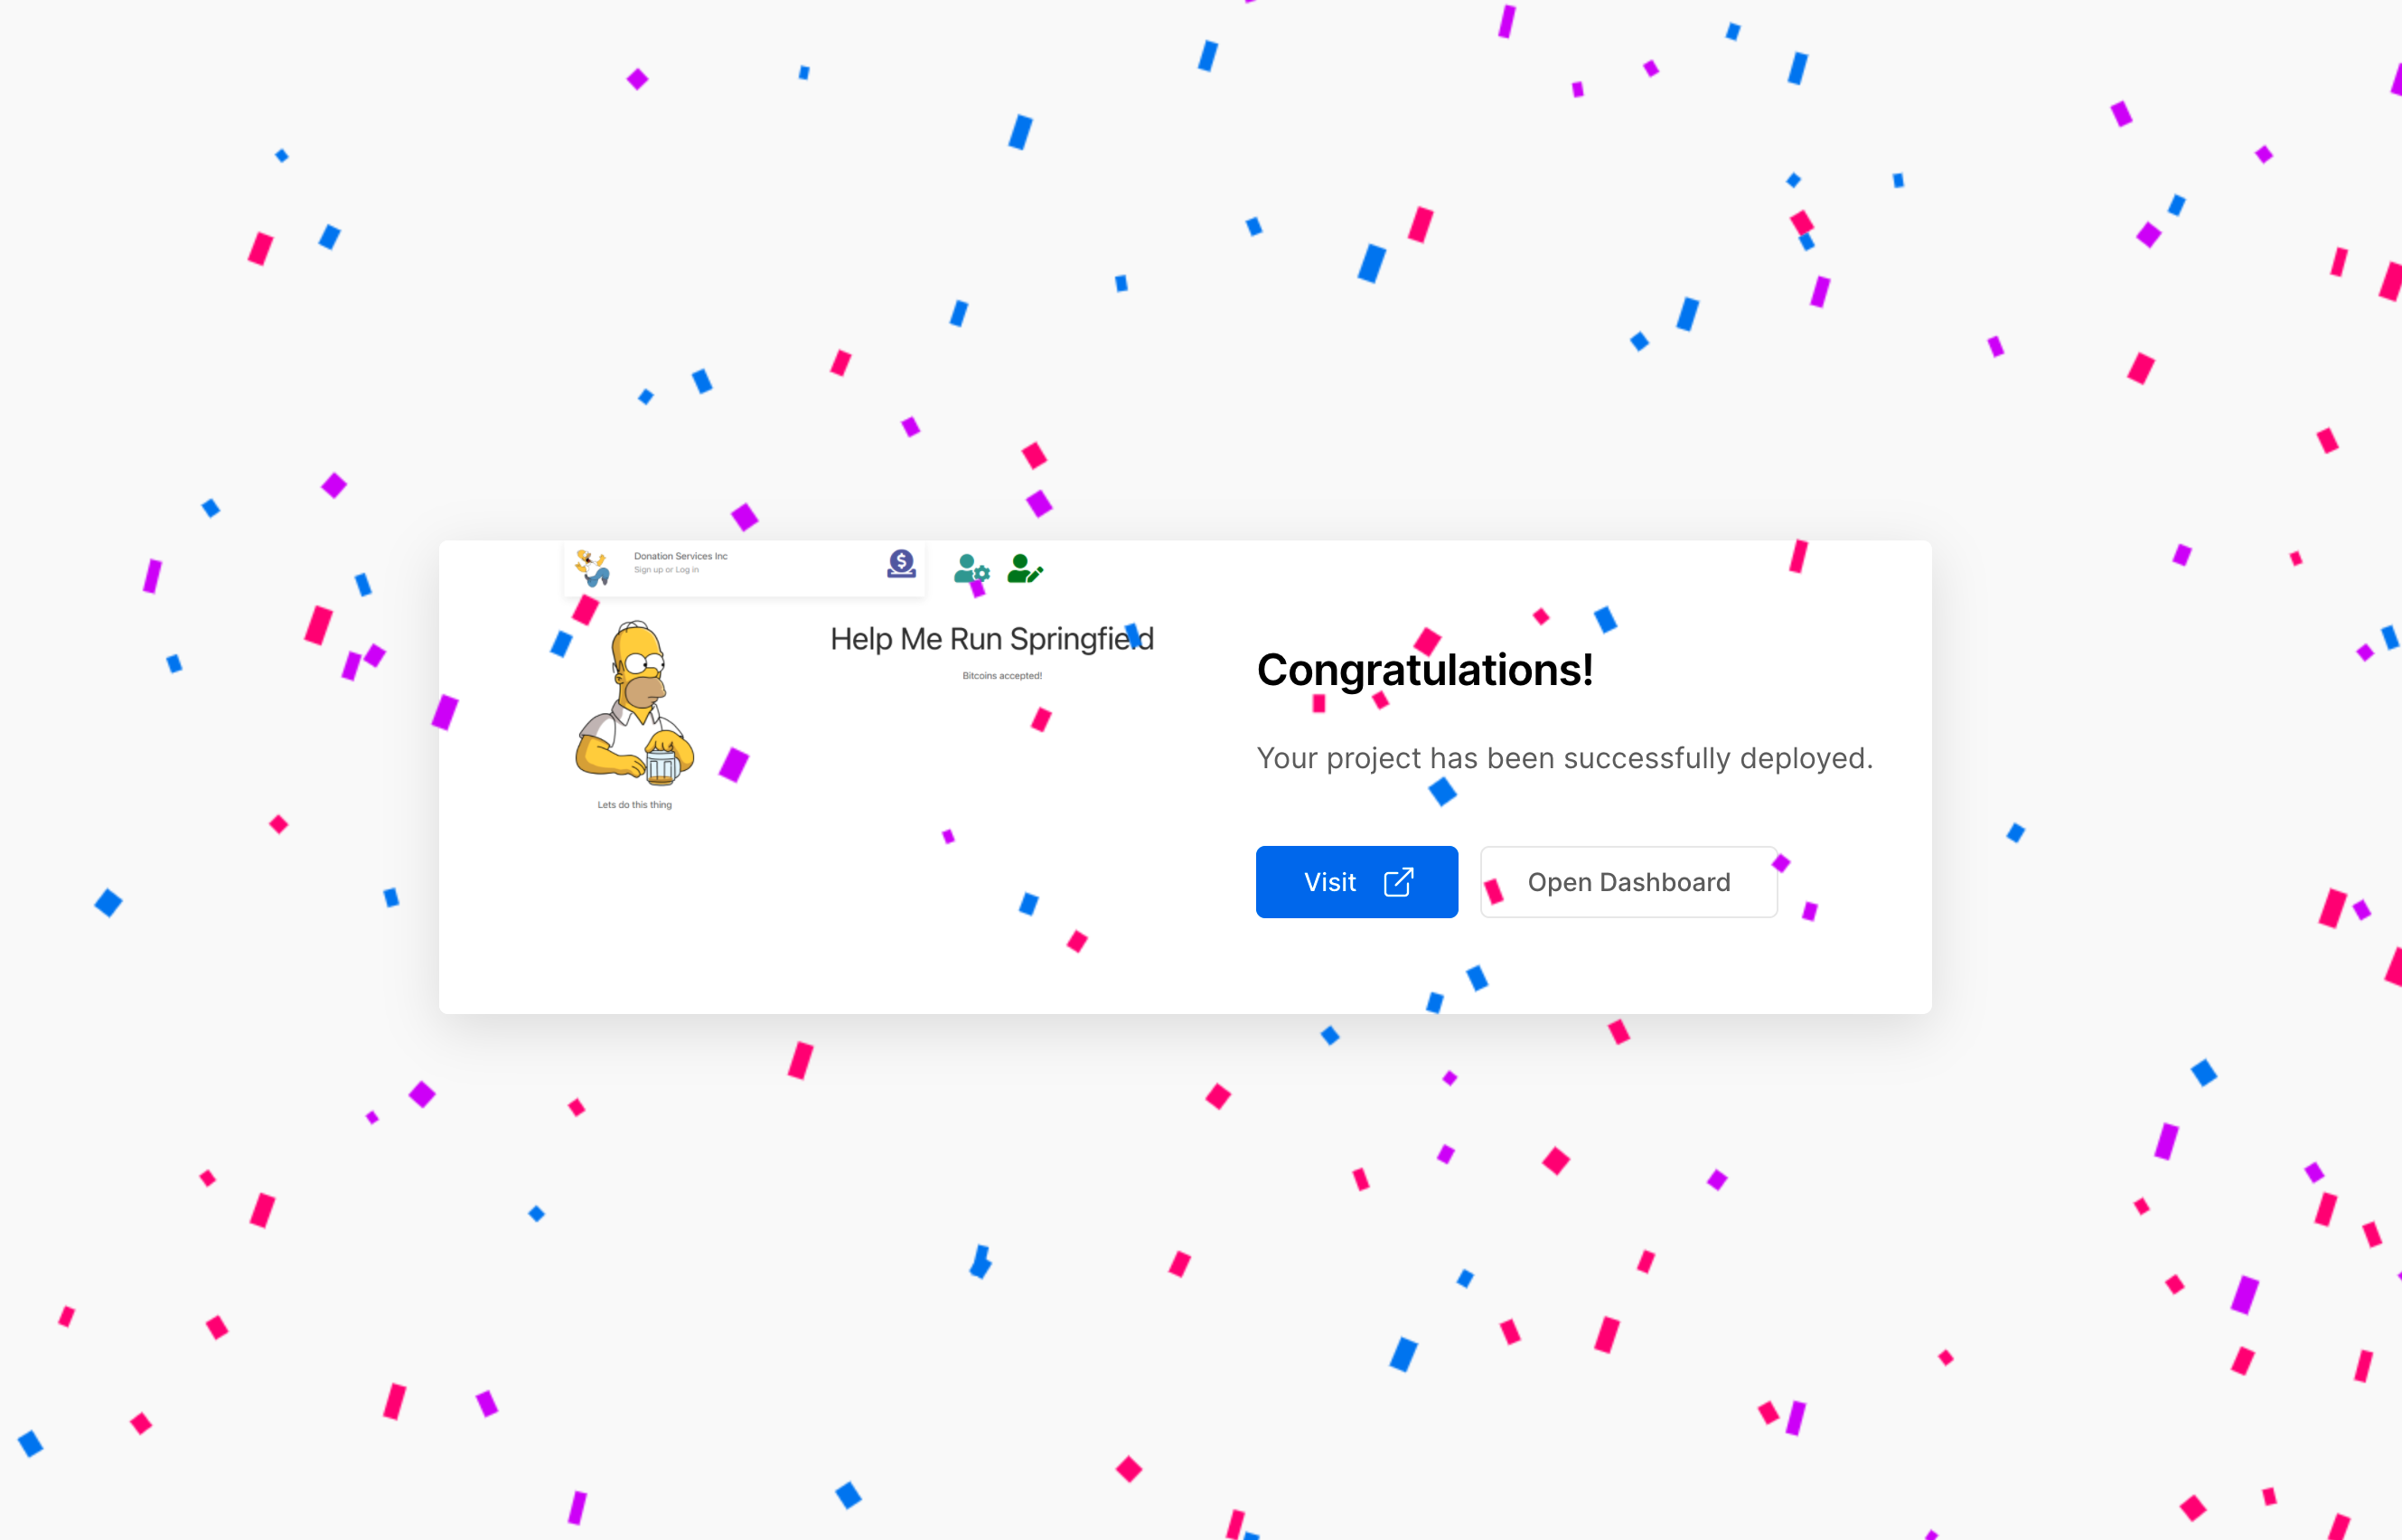 Donation Services Inc
Sign up or Log in
Help Me Run Springfield
Bitcoins accepted!
Lets do this thing
Congratulations!
Your project has been successfully deployed.
Visit
Open Dashboard